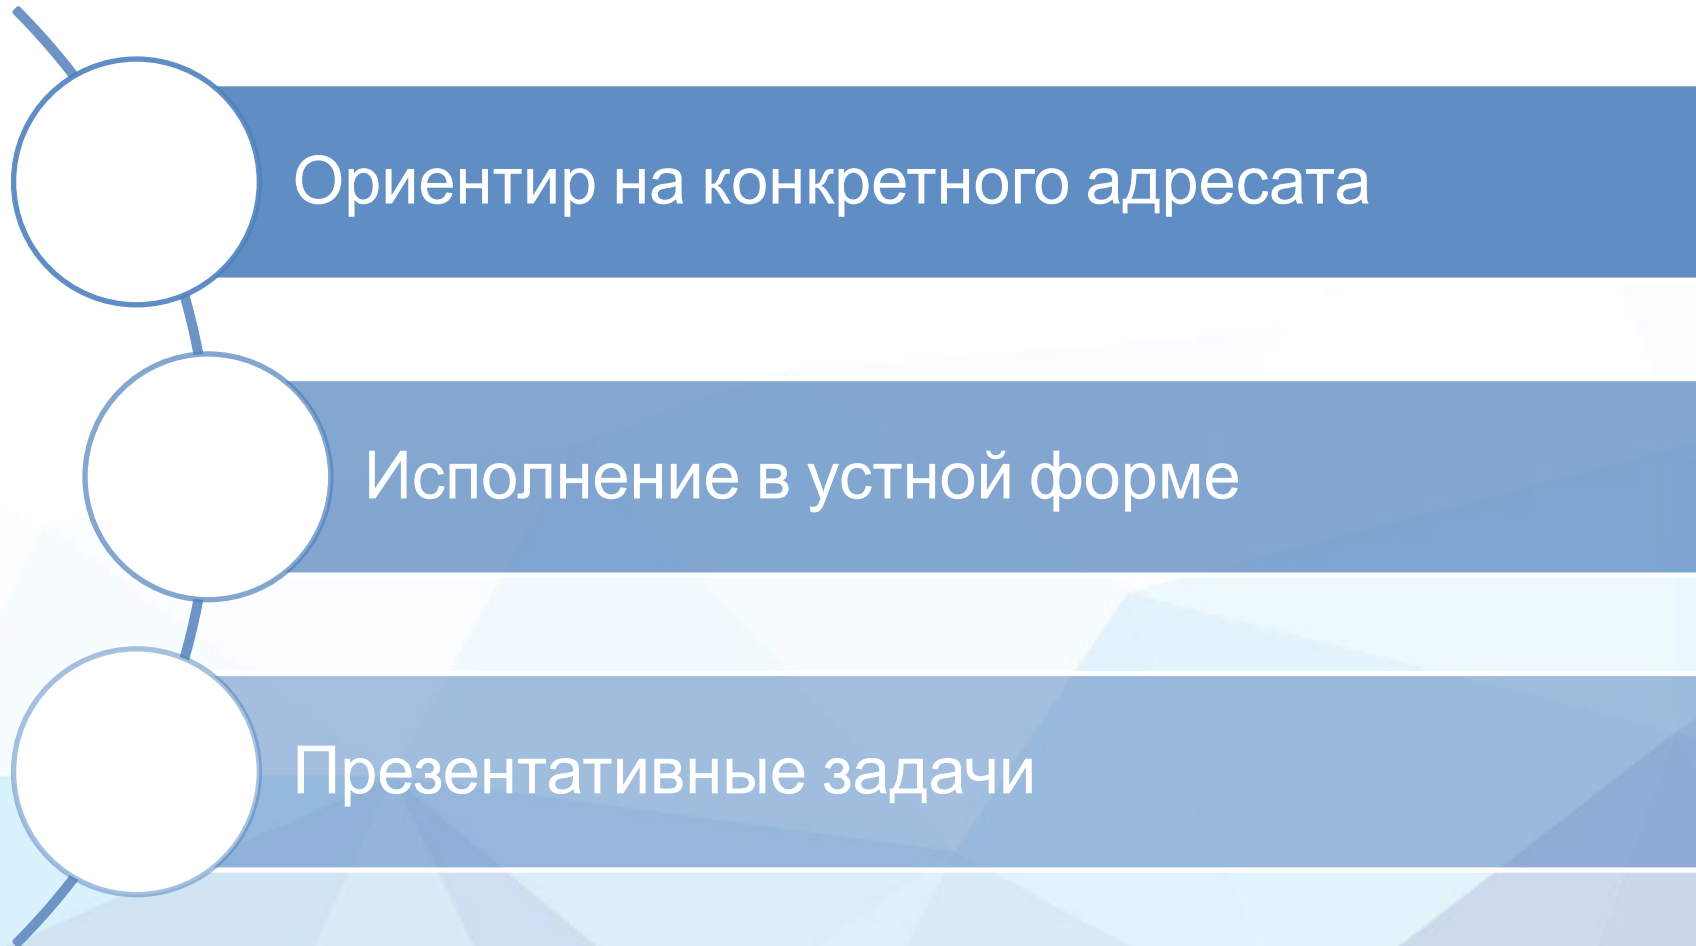 Ориентир на конкретного адресата
Исполнение в устной форме
Презентативные задачи